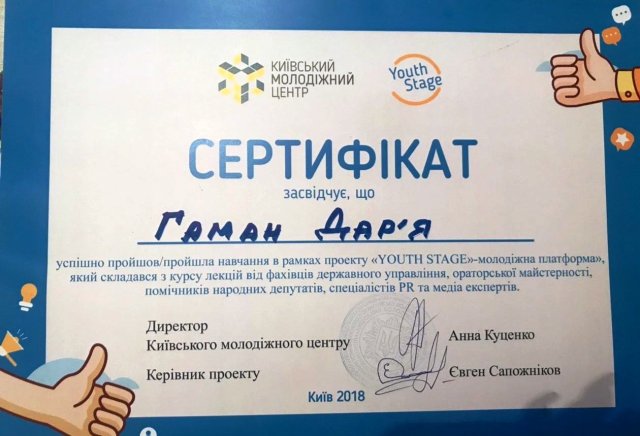 КИЇВСЬКИЙ
МОЛОДІЖНИЙ
ЦЕНТР
Youth
Stage
СЕРТИФІКАТ
засвідчує, що
Гаман Дар'я
успішно пройшов/пройшла навчання в рамках проекту «YOUTH STAGE»-молодіжна платформа»,
який складався з курсу лекцій від фахівців державного управління, ораторської майстерності,
помічників народних депутатів, спеціалістів PR та медіа експертів.
Директор
Київського молодіжного центру Анна Куценко
Керівник проекту Євген Сапожніков
Київ 2018